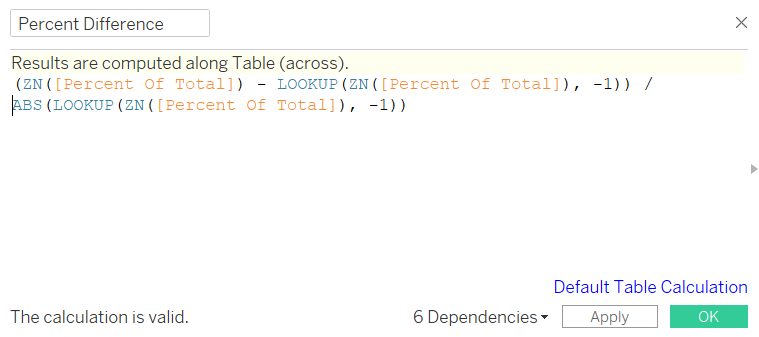 Percent Difference
Results are computed along Table (across).
(ZN([Percent Of Total]) - LOOKUP(ZN([Percent Of Total]), -1)) /
ABS(LOOKUP(ZN([Percent Of Total]), -1))
Default Table Calculation
The calculation is valid.
6 Dependencies
Apply
OK